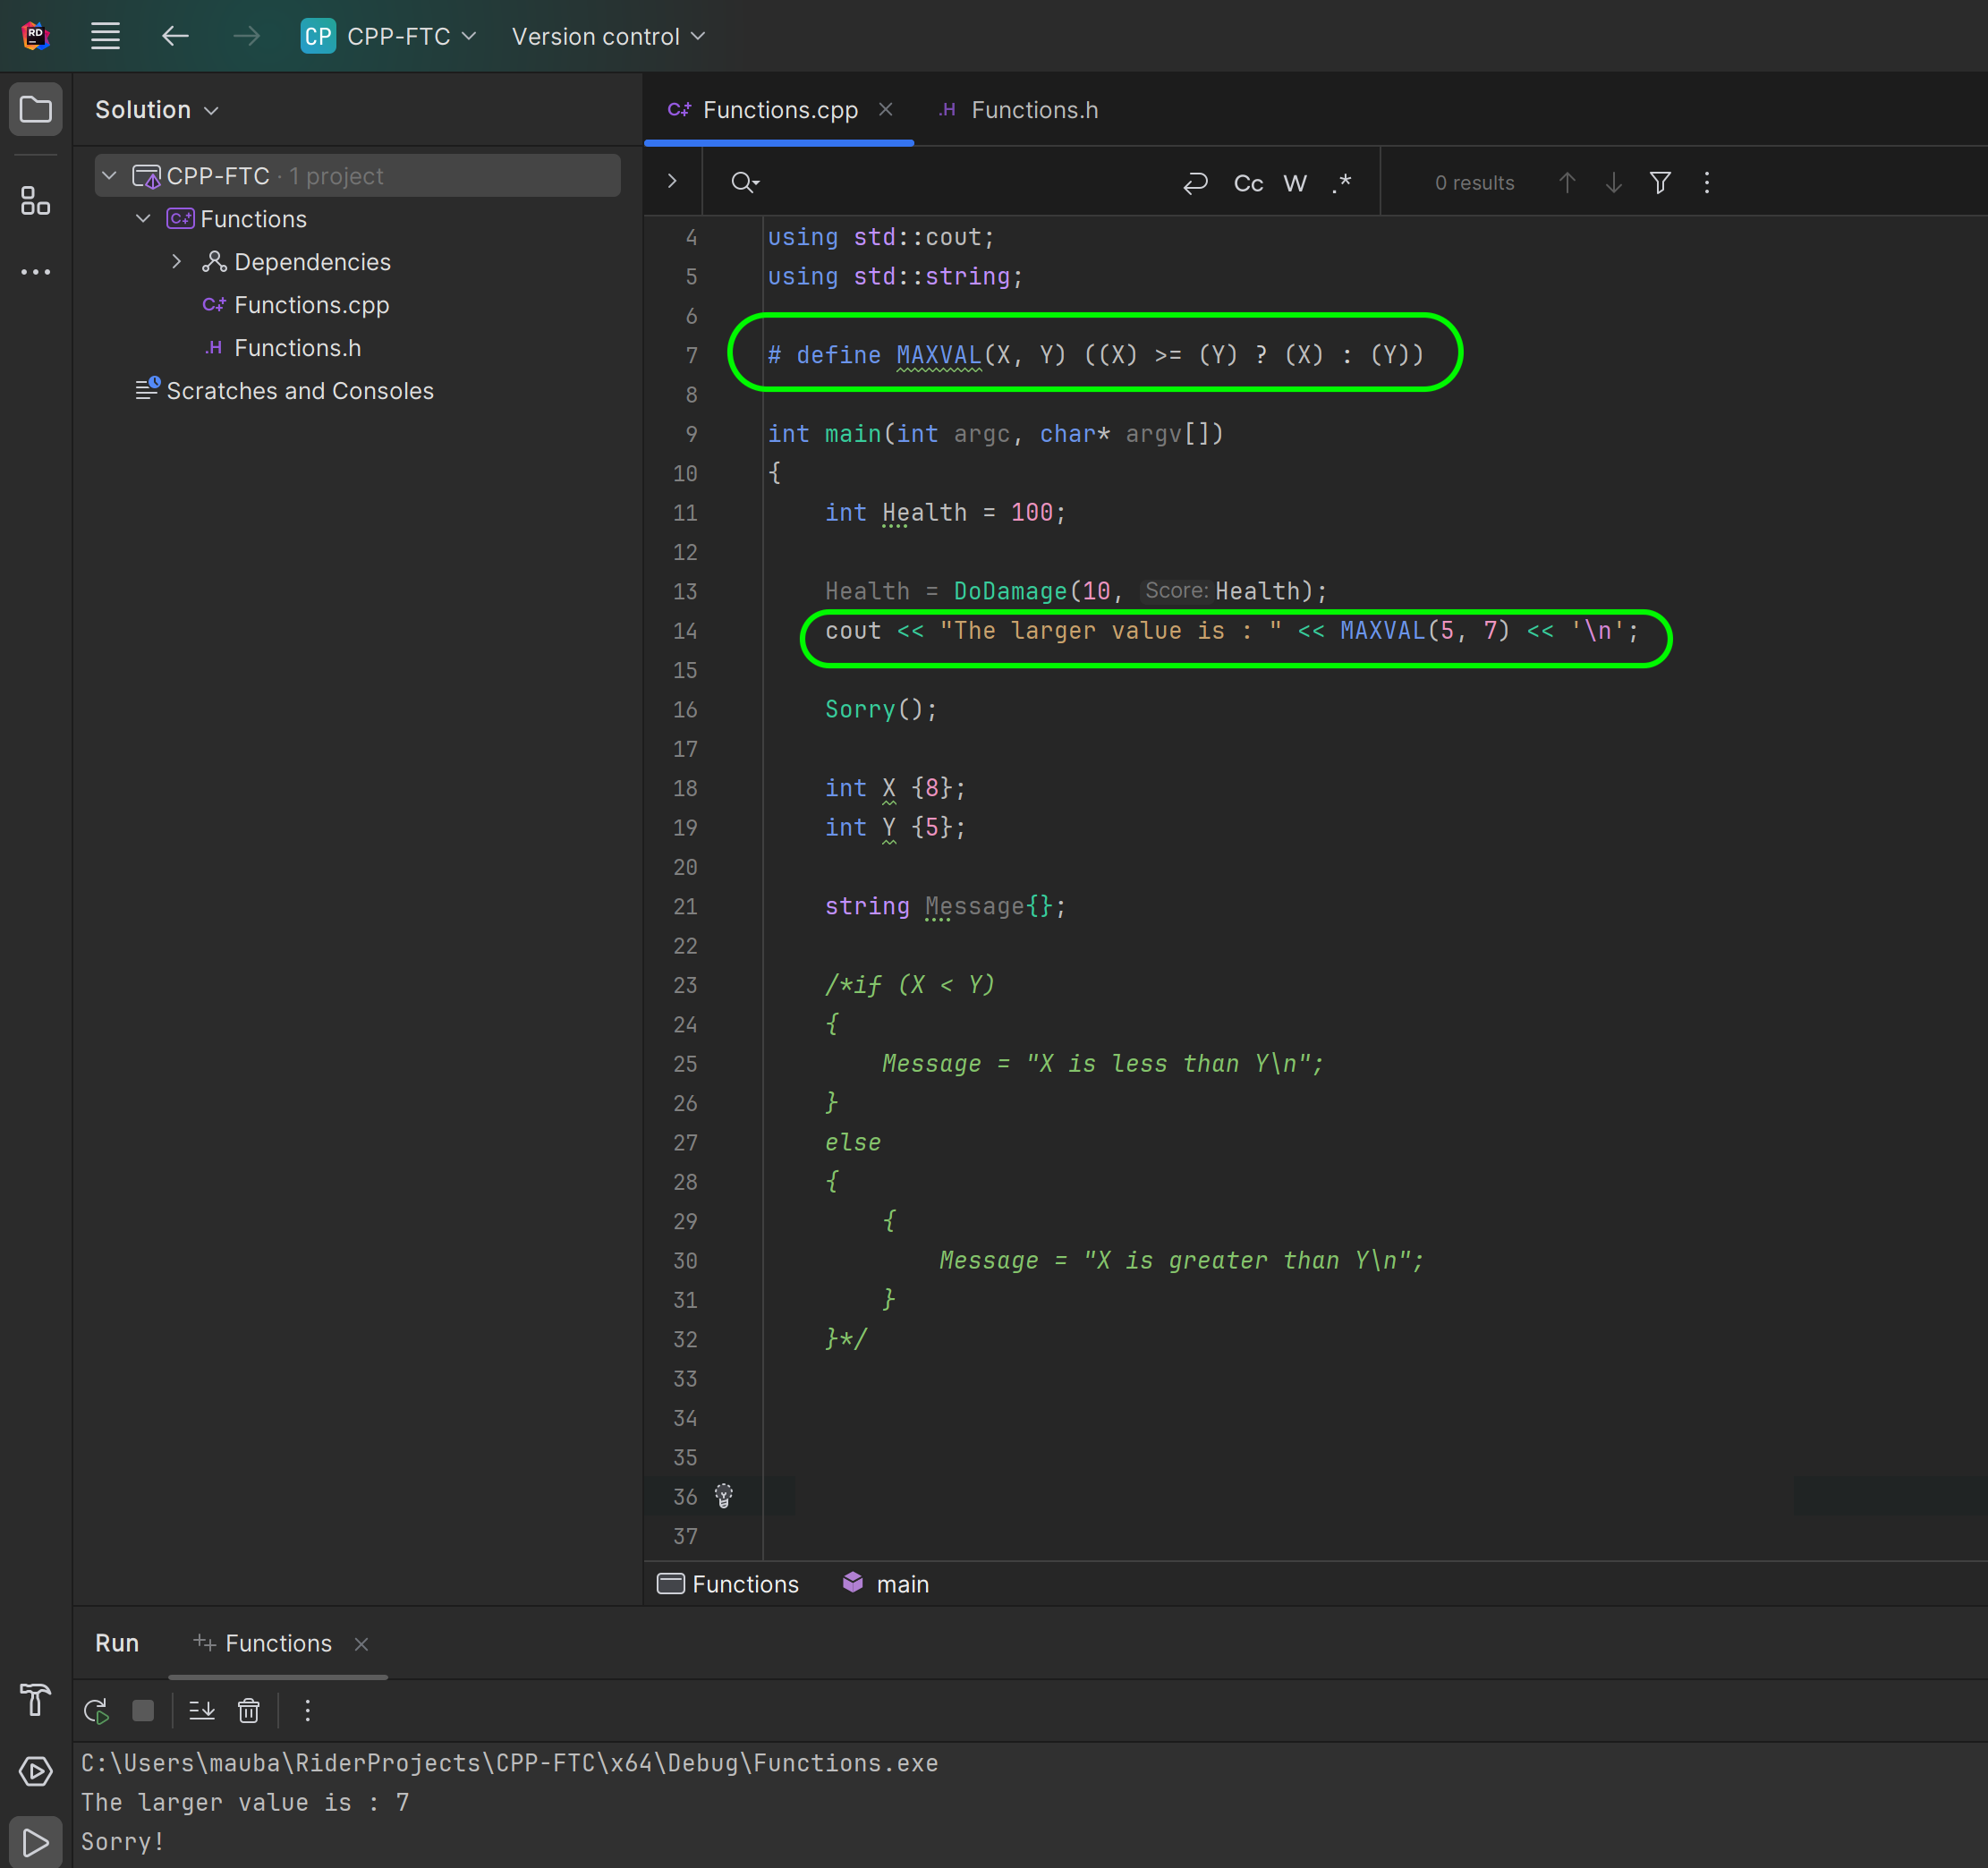 RD CP CPP-FTC Version control
Solution
Functions.cpp
Functions.h
CPP-FTC · 1 project
Functions
Dependencies
Functions.cpp
Functions.h
Scratches and Consoles
Cc W .* 0 results
4 using std::cout;
5 using std::string;
6
7 # define MAXVAL(X, Y) ((X) >= (Y) ? (X) : (Y))
8
9 int main(int argc, char* argv[])
10 {
11 int Health = 100;
12
13 Health = DoDamage(10, Score: Health);
14 cout << "The larger value is : " << MAXVAL(5, 7) << '\n';
15
16 Sorry();
17
18 int X {8};
19 int Y {5};
20
21 string Message{};
22
23 /*if (X < Y)
24 {
25 Message = "X is less than Y\n";
26 }
27 else
28 {
29 {
30 Message = "X is greater than Y\n";
31 }
32 }*/
33
34
35
36
37
Functions main
Run Functions
C:\Users\mauba\RiderProjects\CPP-FTC\x64\Debug\Functions.exe
The larger value is : 7
Sorry!